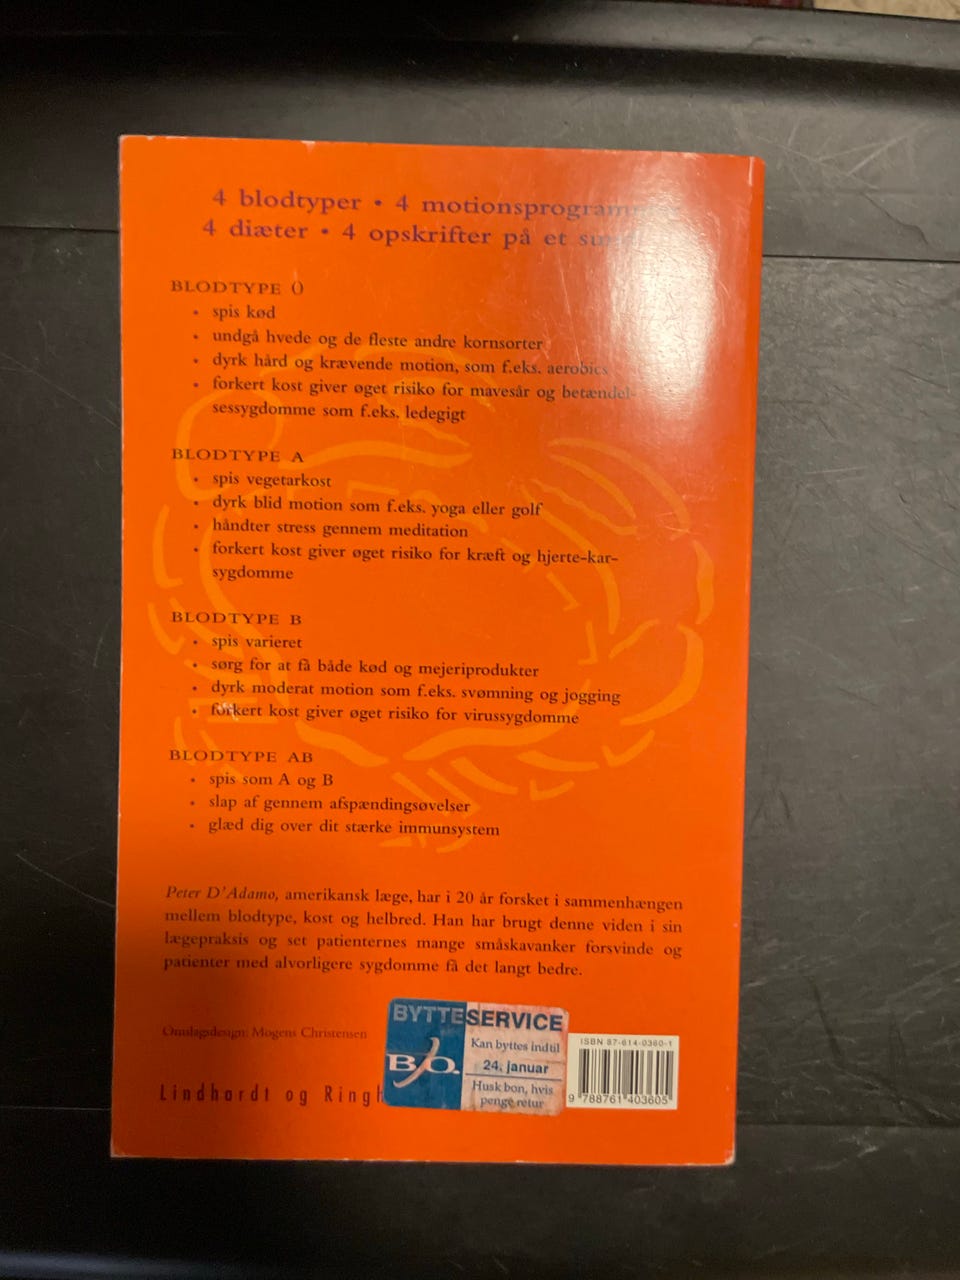 4 blodtyper • 4 motionsprogrammer
4 diæter • 4 opskrifter på et
BLODTYPE 0
• spis kød
• undgå hvede og de fleste andre kornsorter
• dyrk hård og krævende motion, som f.eks. aerobics
• forkert kost giver øget risiko for mavesår og betændel-
sessygdomme som f.eks. ledegigt
BLODTYPE A
• spis vegetarkost
• dyrk blid motion som f.eks. yoga eller golf
• håndter stress gennem meditation
• forkert kost giver øget risiko for kræft og hjerte-kar-
sygdomme
BLODTYPE B
• spis varieret
• sørg for at få både kød og mejeriprodukter
• dyrk moderat motion som f.eks. svømning og jogging
• forkert kost giver øget risiko for virussygdomme
BLODTYPE AB
• spis som A og B
• slap af gennem afspændingsøvelser
• glæd dig over dit stærke immunsystem
Peter D'Adamo, amerikansk læge, har i 20 år forsket i sammenhængen
mellem blodtype, kost og helbred. Han har brugt denne viden i sin
lægepraksis og set patienternes mange småskavanker forsvinde og
patienter med alvorligere sygdomme få det langt bedre.
Omslagsdesign: Mogens Christensen
Lindhardt og Ringh
BYTTESERVICE
Kan byttes indtil
24. januar
Husk bon, hvis
penge retur
B/O.
ISBN 87-614-0360-1
9 788761 403605